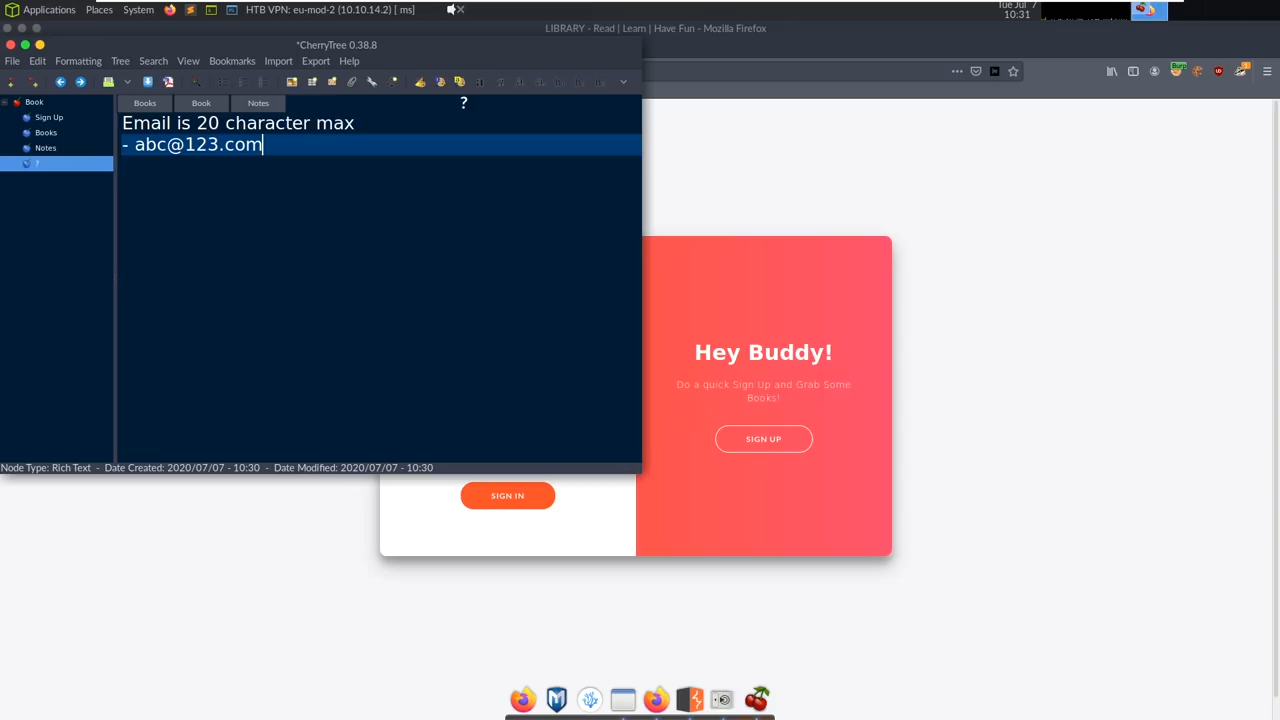 Applications Places System HTB VPN: eu-mod-2 (10.10.14.2) [ ms] Tue Jul 7
10:31
LIBRARY - Read | Learn | Have Fun - Mozilla Firefox
*CherryTree 0.38.8
File Edit Formatting Tree Search View Bookmarks Import Export Help
Burp
Book
Sign Up
Books
Notes
?
Books Book Notes ?
Email is 20 character max
- abc@123.com
Node Type: Rich Text - Date Created: 2020/07/07 - 10:30 - Date Modified: 2020/07/07 - 10:30
Hey Buddy!
Do a quick Sign Up and Grab Some
Books!
SIGN UP
SIGN IN